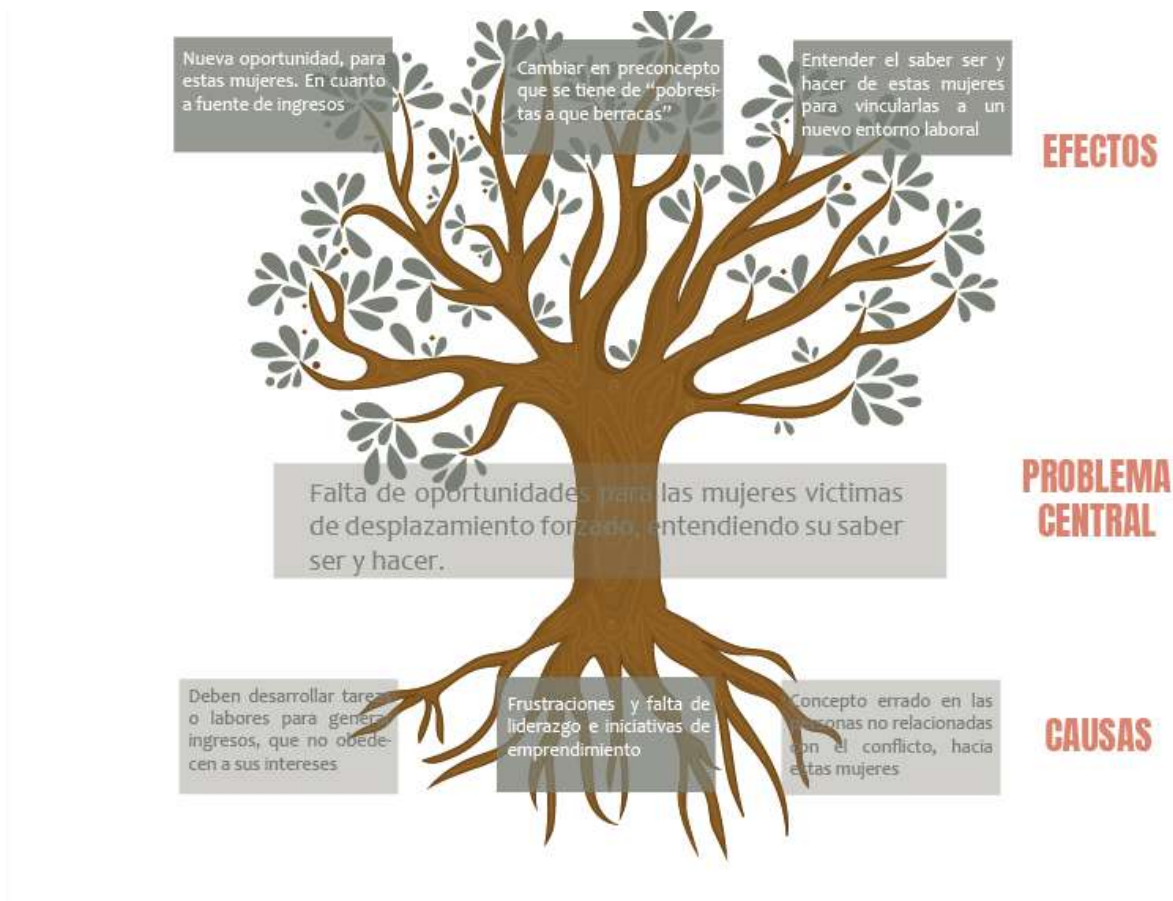 Nueva oportunidad, para
estas mujeres. En cuanto
a fuente de ingresos
Cambiar en preconcepto
que se tiene de “pobresi-
tas a que berracas”
Entender el saber ser y
hacer de estas mujeres
para vincularlas a un
nuevo entorno laboral
EFECTOS
Falta de oportunidades para las mujeres victimas
de desplazamiento forzado, entendiendo su saber
ser y hacer.
PROBLEMA
CENTRAL
Deben desarrollar tareas
o labores para generar
ingresos, que no obede-
cen a sus intereses
Frustraciones y falta de
liderazgo e iniciativas de
emprendimiento
Concepto errado en las
personas no relacionadas
con el conflicto, hacia
estas mujeres
CAUSAS